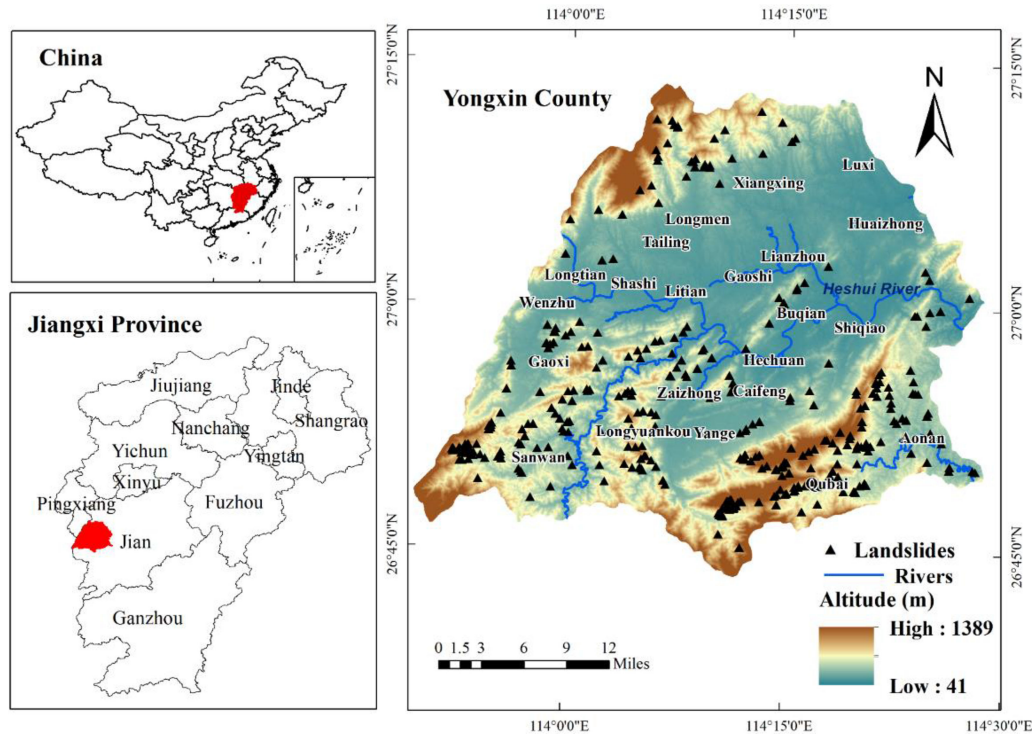 China
Jiangxi Province
Jiujiang
Jinde
Nanchang
Shangrao
Yichun
Yingtan
Xinyu
Pingxiang
Fuzhou
Jian
Ganzhou
114°0'0"E
114°15'0"E
27°15'0"N
27°15'0"N
Yongxin County
N
Luxi
Xiangxing
Longmen
Huaizhong
Tailing
Lianzhou
Longtian
Gaoshi
Shashi
Litian
Heshui River
27°0'0"N
27°0'0"N
Wenzhu
Buqian
Shiqiao
Gaoxi
Hechuan
Zaizhong
Caifeng
Longyuankou
Yange
Aonan
Sanwan
Qubai
26°45'0"N
26°45'0"N
Landslides
Rivers
Altitude (m)
High : 1389
Low : 41
0 1.5 3 6 9 12
Miles
114°0'0"E
114°15'0"E
114°30'0"E